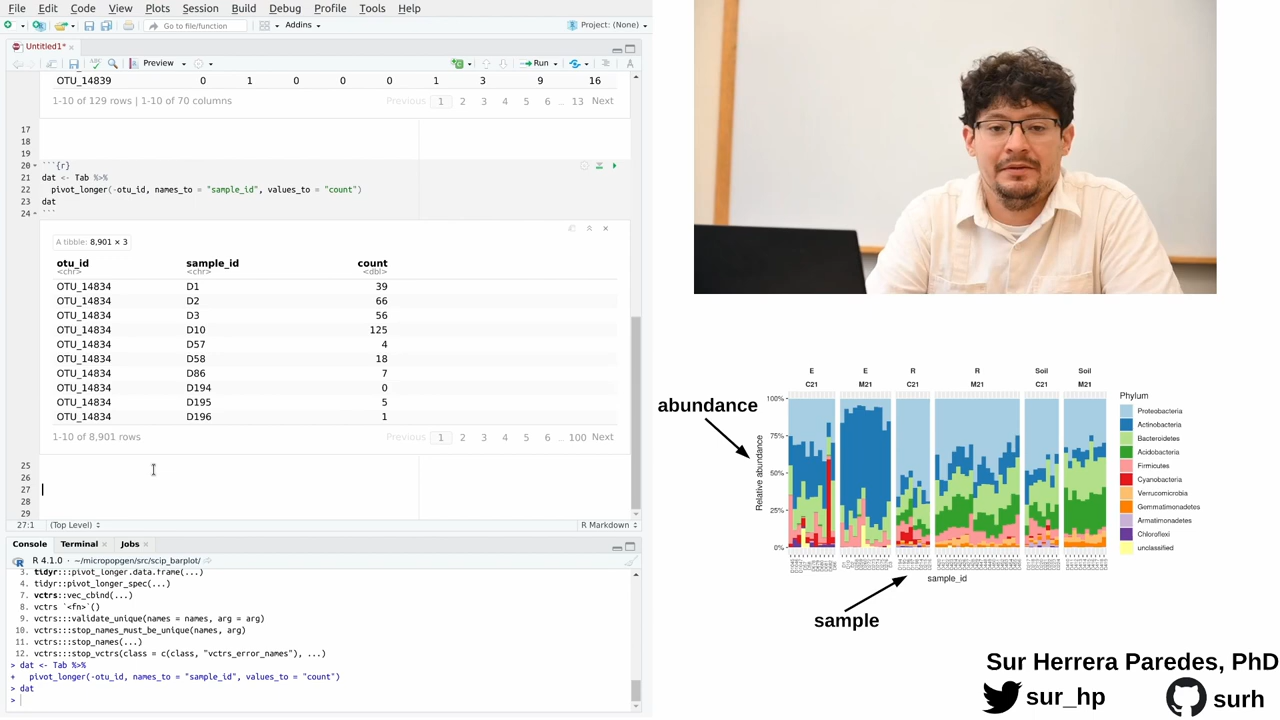 File Edit Code View Plots Session Build Debug Profile Tools Help
Go to file/function Addins Project: (None)
Untitled1*
Preview Run
OTU_14839 0 1 0 0 0 1 3 9 16
1-10 of 129 rows | 1-10 of 70 columns Previous 1 2 3 4 5 6 ... 13 Next
17
18
19
20 ```{r}
21 dat <- Tab %>%
22 pivot_longer(-otu_id, names_to = "sample_id", values_to = "count")
23 dat
24 ```
A tibble: 8,901 × 3
otu_id sample_id count
<chr> <chr> <dbl>
OTU_14834 D1 39
OTU_14834 D2 66
OTU_14834 D3 56
OTU_14834 D10 125
OTU_14834 D57 4
OTU_14834 D58 18
OTU_14834 D86 7
OTU_14834 D194 0
OTU_14834 D195 5
OTU_14834 D196 1
1-10 of 8,901 rows Previous 1 2 3 4 5 6 ... 100 Next
25
26
27
28
29
27:1 (Top Level) R Markdown
Console Terminal Jobs
R 4.1.0 · ~/micropopgen/src/scip_barplot/
3. tidyr:::pivot_longer.data.frame(...)
4. tidyr::pivot_longer_spec(...)
7. vctrs::vec_cbind(...)
8. vctrs `<fn>`()
9. vctrs:::validate_unique(names = names, arg = arg)
10. vctrs:::stop_names_must_be_unique(names, arg)
11. vctrs:::stop_names(...)
12. vctrs:::stop_vctrs(class = c(class, "vctrs_error_names"), ...)
> dat <- Tab %>%
+ pivot_longer(-otu_id, names_to = "sample_id", values_to = "count")
> dat
>
E E R R Soil Soil
C21 M21 C21 M21 C21 M21
abundance
Relative abundance
100%
75%
50%
25%
0%
sample_id
sample
Phylum
Proteobacteria
Actinobacteria
Bacteroidetes
Acidobacteria
Firmicutes
Cyanobacteria
Verrucomicrobia
Gemmatimonadetes
Armatimonadetes
Chloroflexi
unclassified
Sur Herrera Paredes, PhD
sur_hp surh